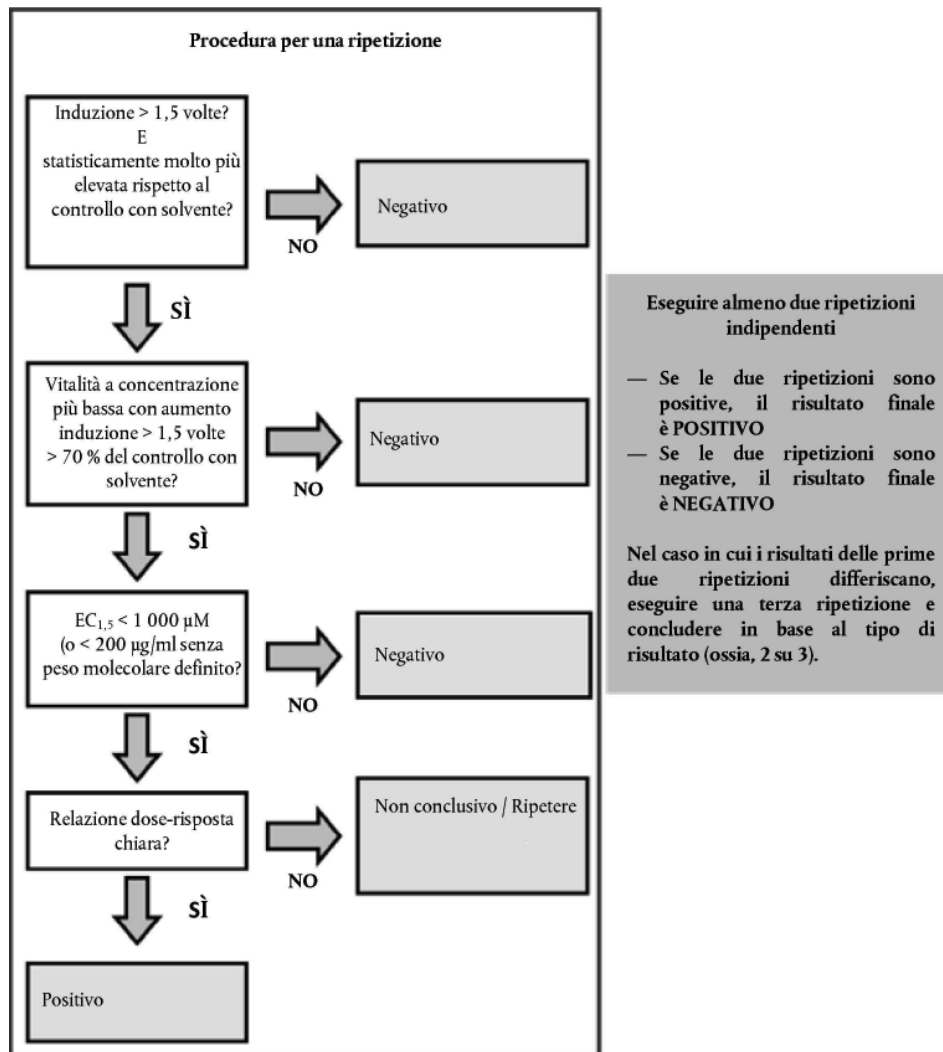 Procedura per una ripetizione
Induzione > 1,5 volte?
E
statisticamente molto più
elevata rispetto al
controllo con solvente?
NO
Negativo
SÌ
Vitalità a concentrazione
più bassa con aumento
induzione > 1,5 volte
> 70 % del controllo con
solvente?
NO
Negativo
SÌ
EC1,5 < 1 000 µM
(o < 200 µg/ml senza
peso molecolare definito?
NO
Negativo
SÌ
Relazione dose-risposta
chiara?
NO
Non conclusivo / Ripetere
SÌ
Positivo
Eseguire almeno due ripetizioni
indipendenti
— Se le due ripetizioni sono
positive, il risultato finale
è POSITIVO
— Se le due ripetizioni sono
negative, il risultato finale
è NEGATIVO
Nel caso in cui i risultati delle prime
due ripetizioni differiscano,
eseguire una terza ripetizione e
concludere in base al tipo di
risultato (ossia, 2 su 3).